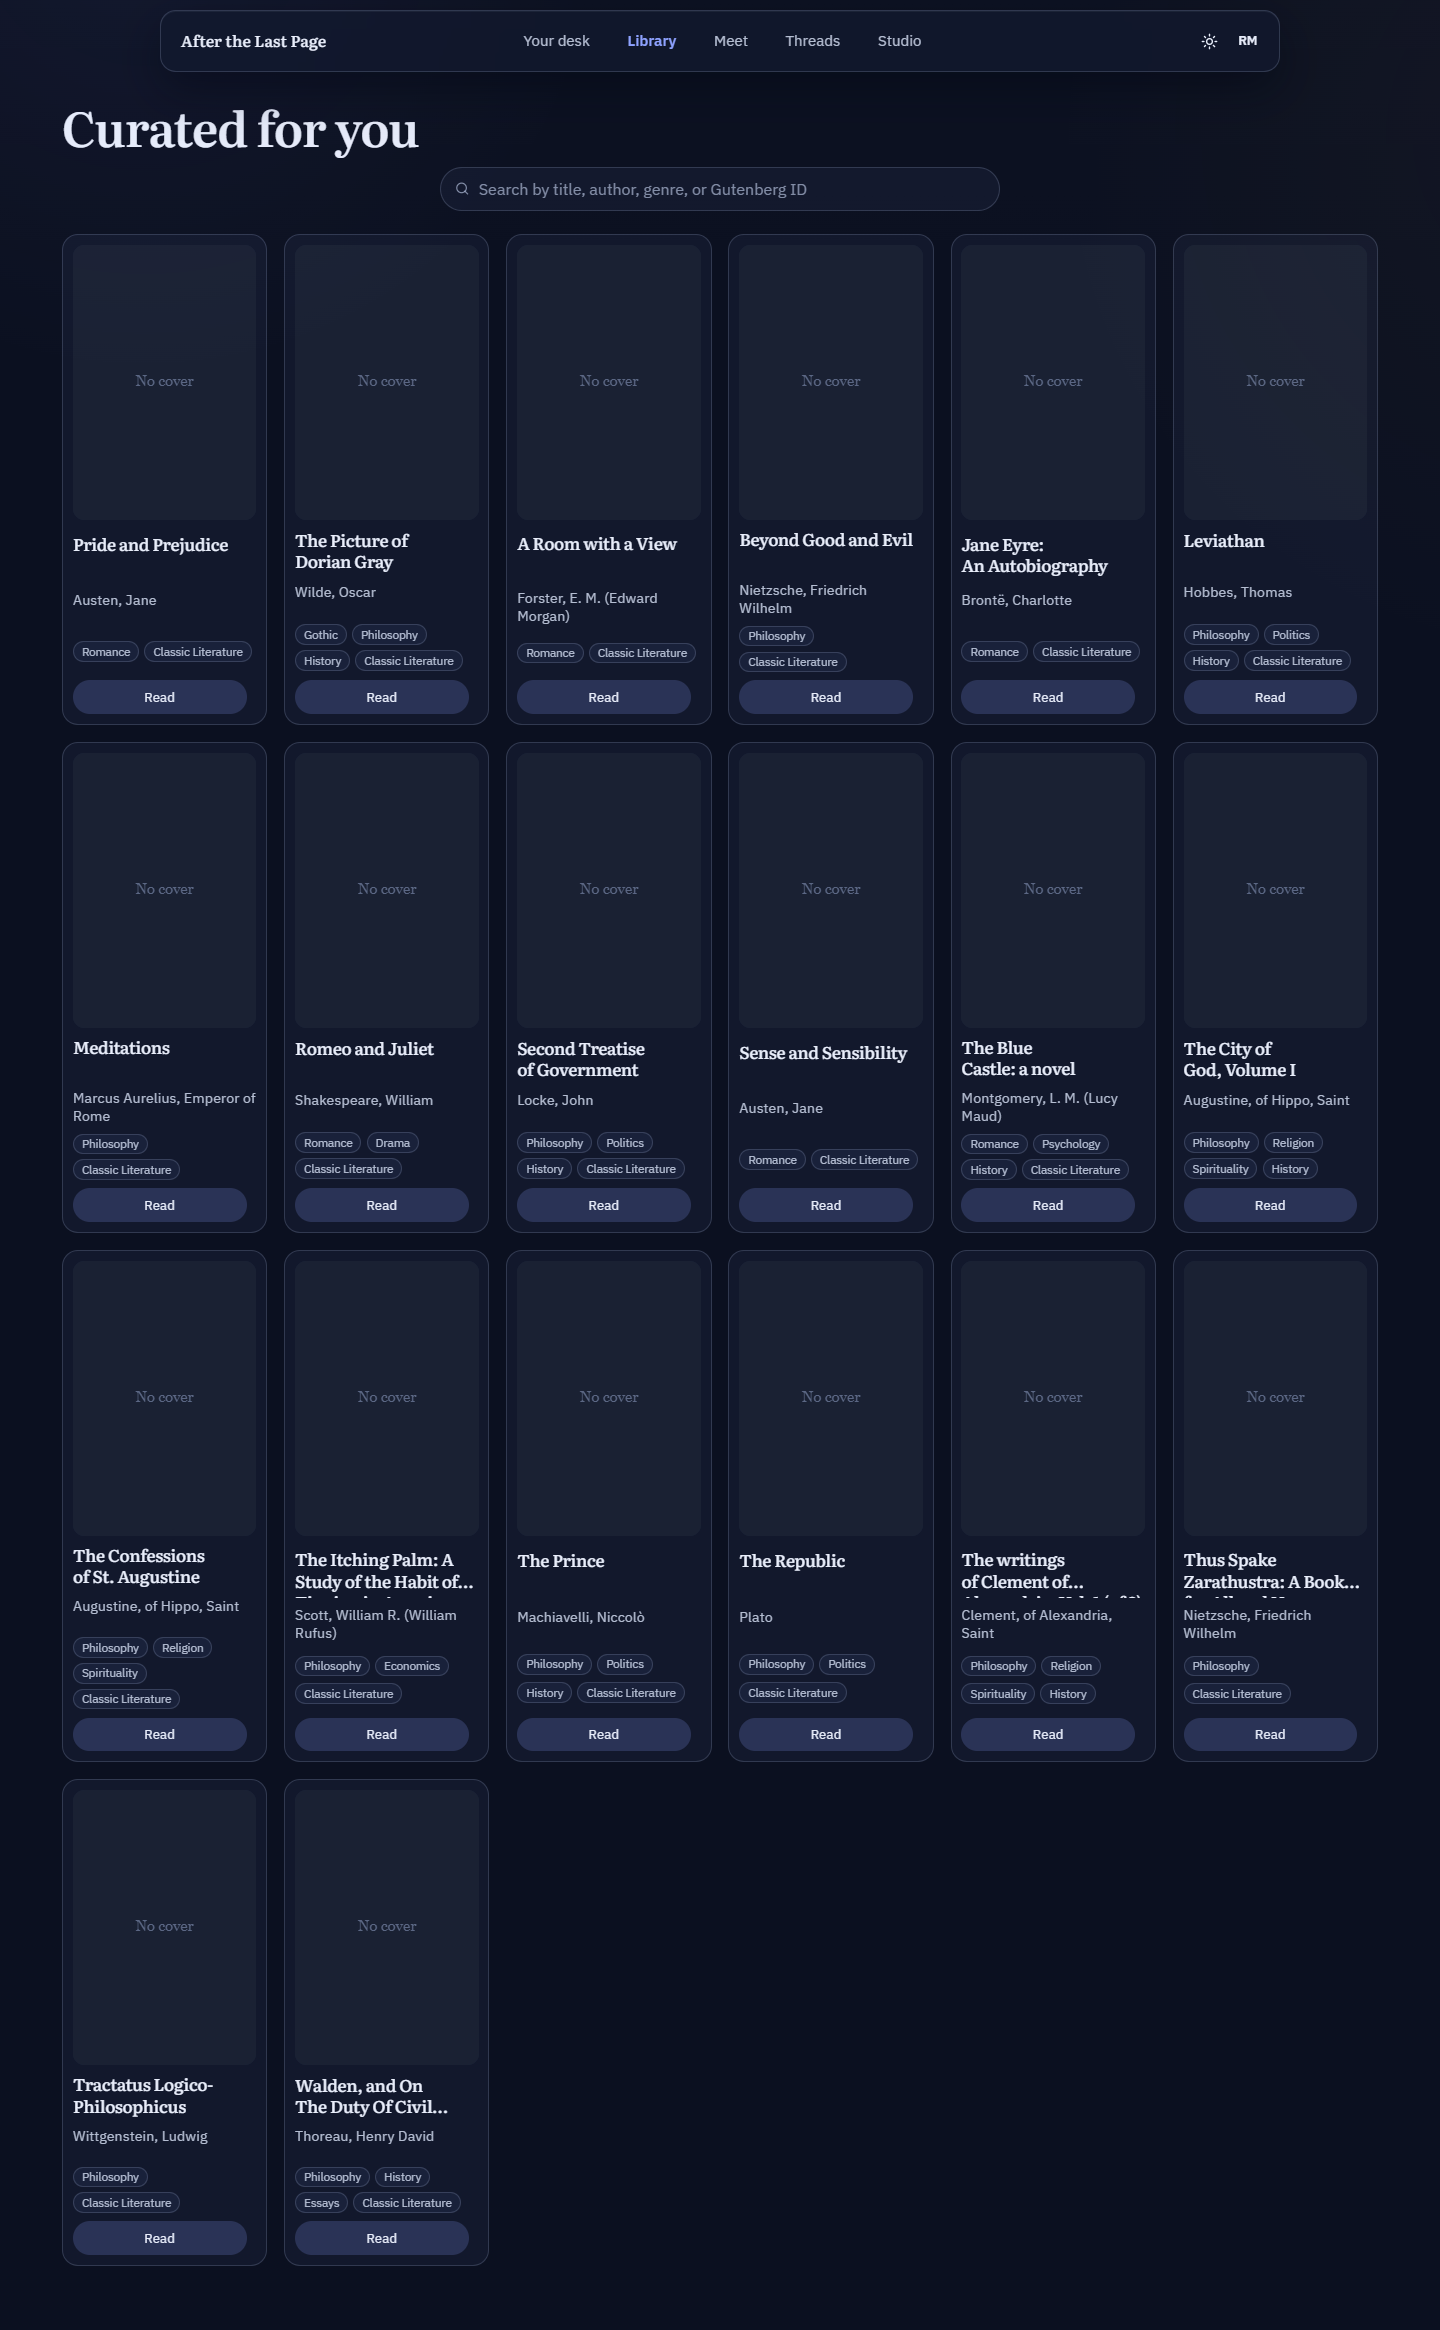 After the Last Page
Your desk
Library
Meet
Threads
Studio
RM
Curated for you
Search by title, author, genre, or Gutenberg ID
No cover
Pride and Prejudice
Austen, Jane
Romance
Classic Literature
Read
No cover
The Picture of
Dorian Gray
Wilde, Oscar
Gothic
Philosophy
History
Classic Literature
Read
No cover
A Room with a View
Forster, E. M. (Edward
Morgan)
Romance
Classic Literature
Read
No cover
Beyond Good and Evil
Nietzsche, Friedrich
Wilhelm
Philosophy
Classic Literature
Read
No cover
Jane Eyre:
An Autobiography
Brontë, Charlotte
Romance
Classic Literature
Read
No cover
Leviathan
Hobbes, Thomas
Philosophy
Politics
History
Classic Literature
Read
No cover
Meditations
Marcus Aurelius, Emperor of
Rome
Philosophy
Classic Literature
Read
No cover
Romeo and Juliet
Shakespeare, William
Romance
Drama
Classic Literature
Read
No cover
Second Treatise
of Government
Locke, John
Philosophy
Politics
History
Classic Literature
Read
No cover
Sense and Sensibility
Austen, Jane
Romance
Classic Literature
Read
No cover
The Blue
Castle: a novel
Montgomery, L. M. (Lucy
Maud)
Romance
Psychology
History
Classic Literature
Read
No cover
The City of
God, Volume I
Augustine, of Hippo, Saint
Philosophy
Religion
Spirituality
History
Read
No cover
The Confessions
of St. Augustine
Augustine, of Hippo, Saint
Philosophy
Religion
Spirituality
Classic Literature
Read
No cover
The Itching Palm: A
Study of the Habit of...
Scott, William R. (William
Rufus)
Philosophy
Economics
Classic Literature
Read
No cover
The Prince
Machiavelli, Niccolò
Philosophy
Politics
History
Classic Literature
Read
No cover
The Republic
Plato
Philosophy
Politics
Classic Literature
Read
No cover
The writings
of Clement of...
Clement, of Alexandria,
Saint
Philosophy
Religion
Spirituality
History
Read
No cover
Thus Spake
Zarathustra: A Book...
Nietzsche, Friedrich
Wilhelm
Philosophy
Classic Literature
Read
No cover
Tractatus Logico-
Philosophicus
Wittgenstein, Ludwig
Philosophy
Classic Literature
Read
No cover
Walden, and On
The Duty Of Civil...
Thoreau, Henry David
Philosophy
History
Essays
Classic Literature
Read